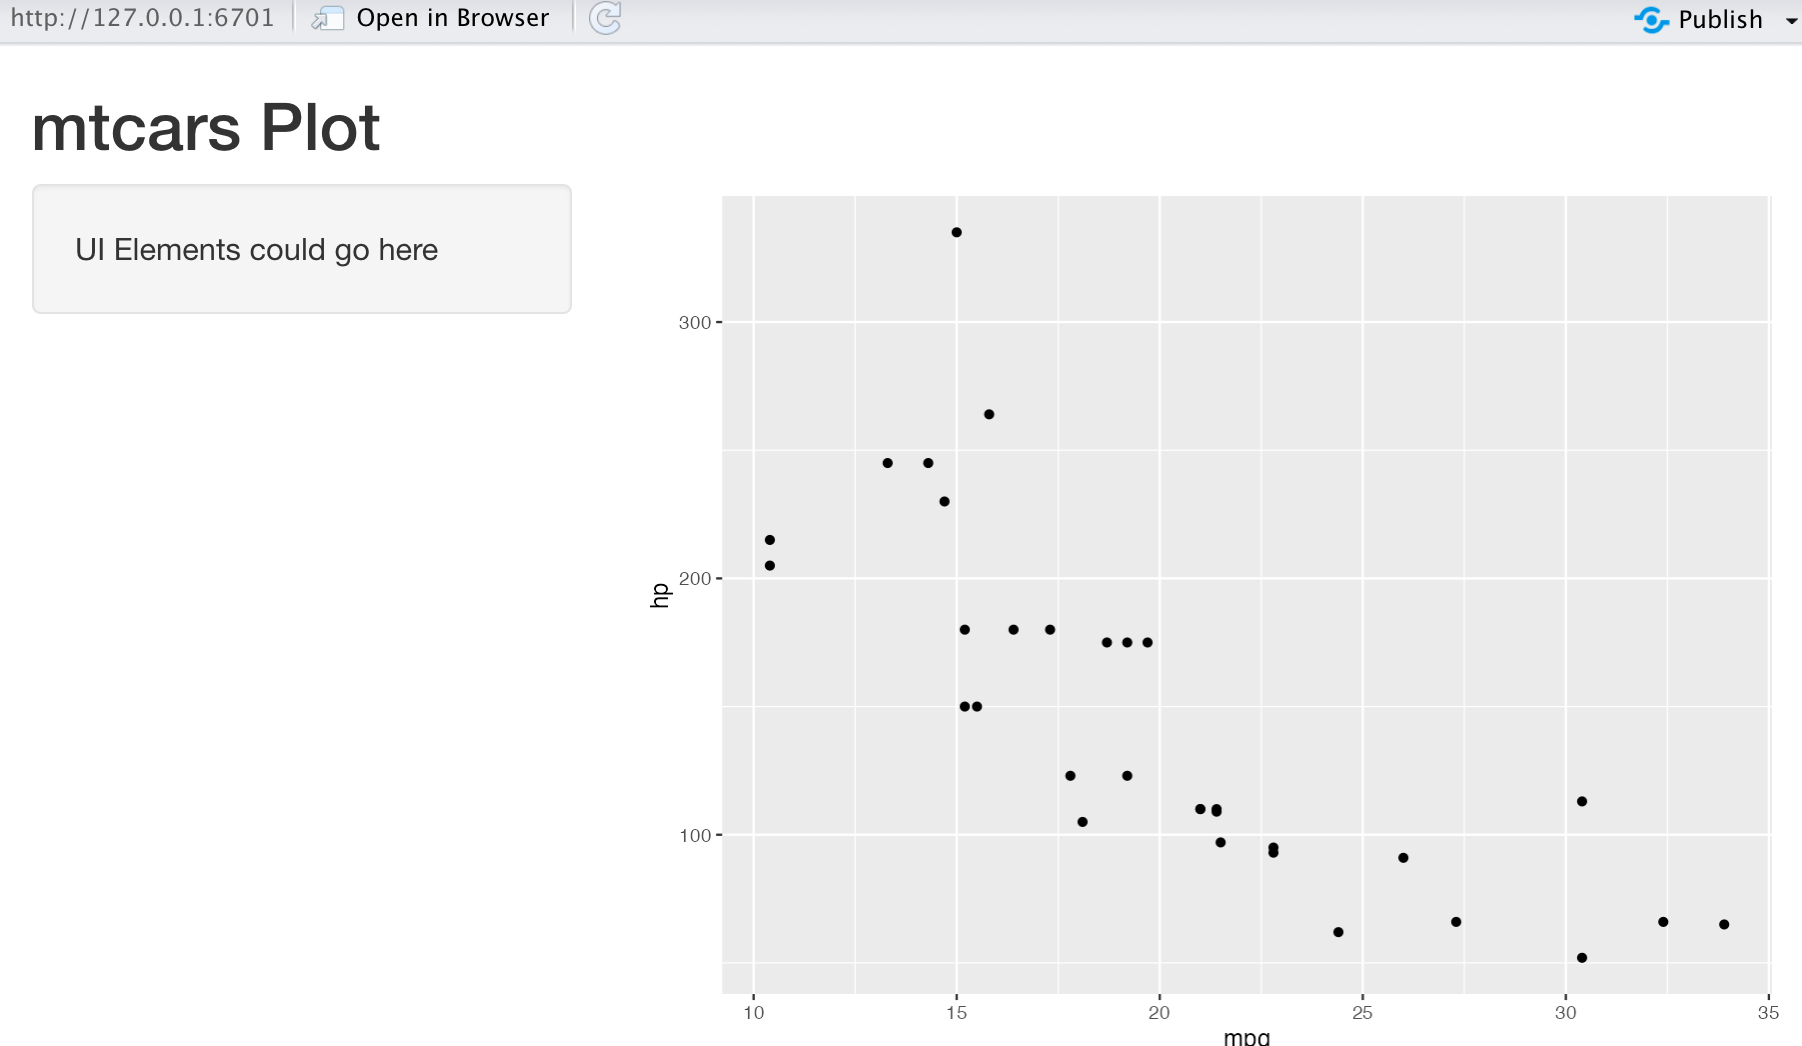 http://127.0.0.1:6701 Open in Browser Publish
mtcars Plot
UI Elements could go here
300
200
100
hp
10 15 20 25 30 35
mpg